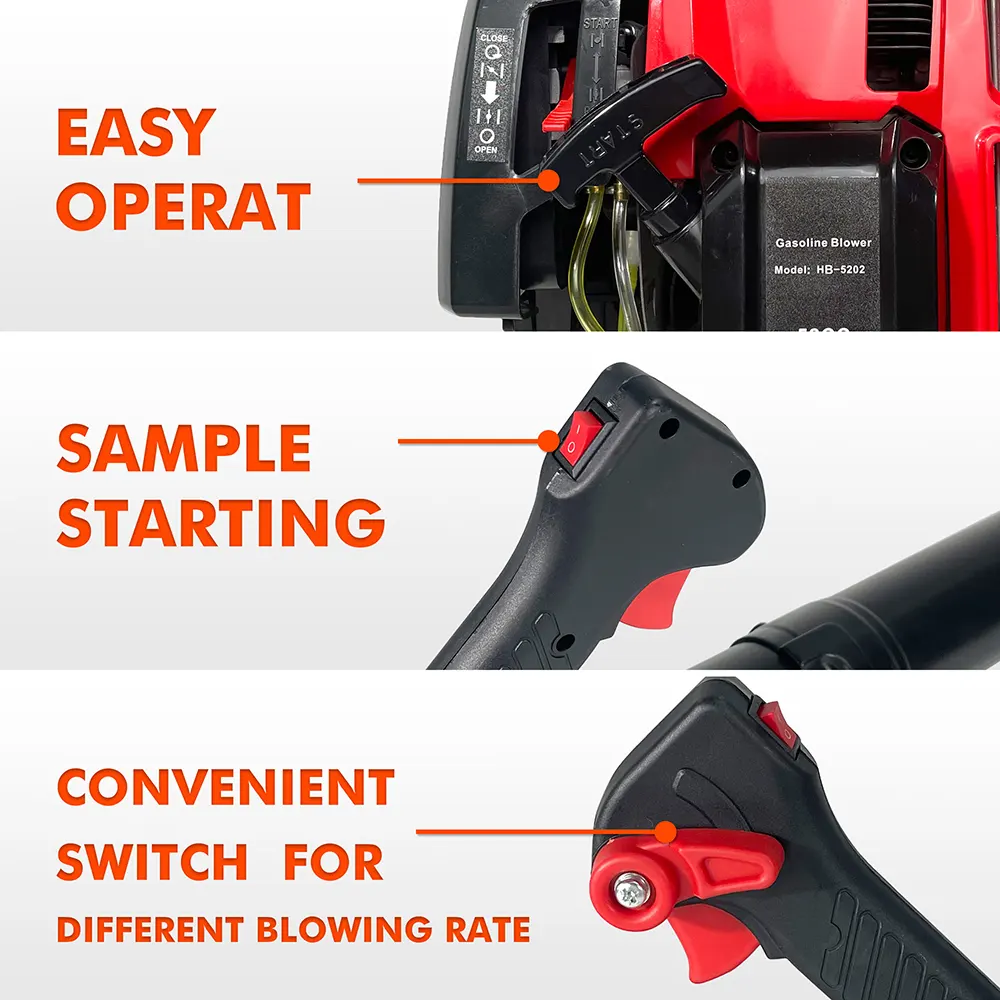 CLOSE
OPEN
START
START
EASY
OPERAT
Gasoline Blower
Model: HB-5202
SAMPLE
STARTING
CONVENIENT
SWITCH FOR
DIFFERENT BLOWING RATE